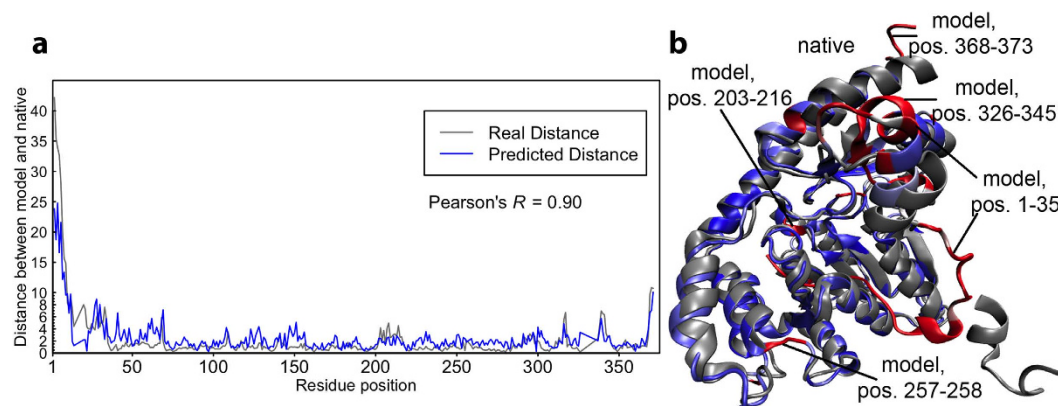 a
Distance between model and native
40
35
30
25
20
15
10
8
6
4
2
0
1
50
100
150
200
250
300
350
Residue position
Real Distance
Predicted Distance
Pearson's R = 0.90
b
native
model,
pos. 368-373
model,
pos. 203-216
model,
pos. 326-345
model,
pos. 1-35
model,
pos. 257-258